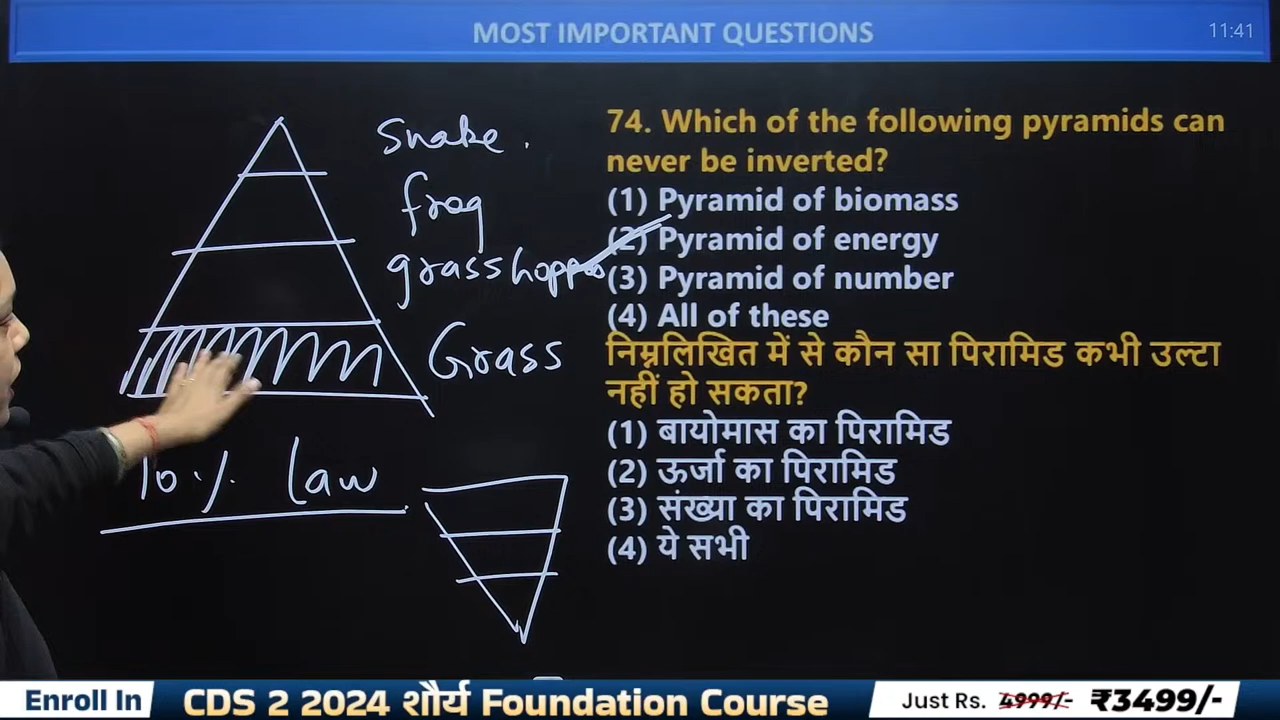 MOST IMPORTANT QUESTIONS
11:41
snake.
frog
grasshopper
Grass
10% law
74. Which of the following pyramids can
never be inverted?
(1) Pyramid of biomass
(2) Pyramid of energy
(3) Pyramid of number
(4) All of these
निम्नलिखित में से कौन सा पिरामिड कभी उल्टा
नहीं हो सकता?
(1) बायोमास का पिरामिड
(2) ऊर्जा का पिरामिड
(3) संख्या का पिरामिड
(4) ये सभी
Enroll In CDS 2 2024 शौर्य Foundation Course Just Rs. 4999/- ₹3499/-